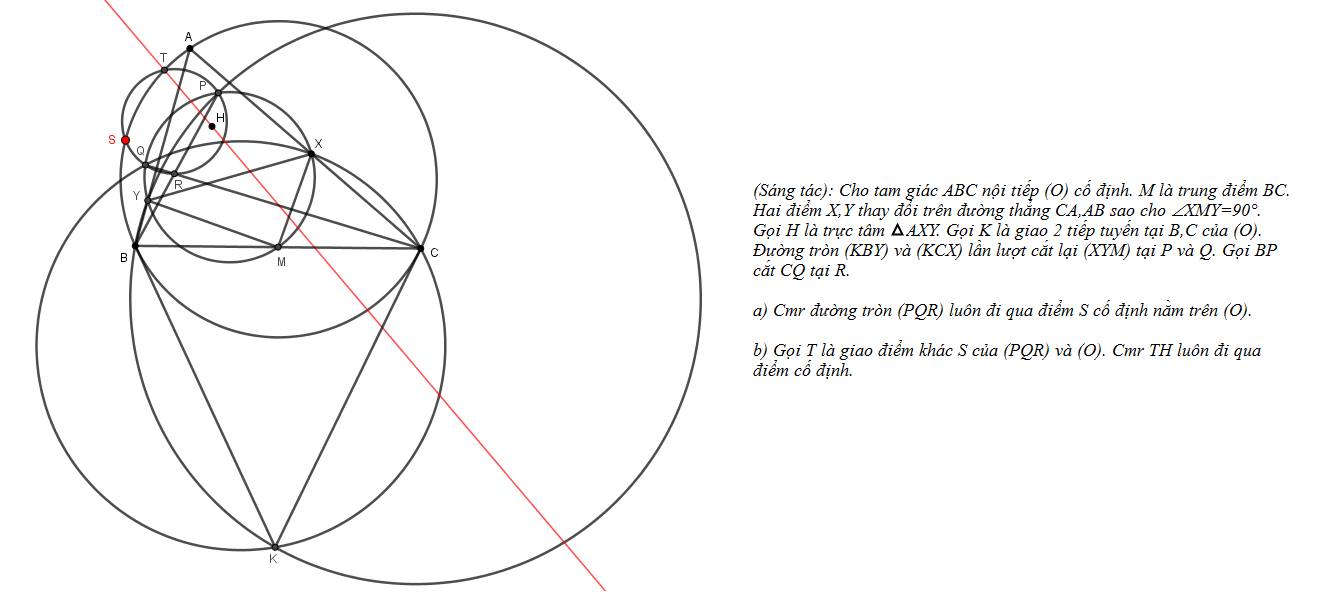 A
T
P
H
S
Q
X
R
Y
B
M
C
K
(Sáng tác): Cho tam giác ABC nội tiếp (O) cố định. M là trung điểm BC.
Hai điểm X,Y thay đổi trên đường thẳng CA,AB sao cho ∠XMY=90°.
Gọi H là trực tâm ΔAXY. Gọi K là giao 2 tiếp tuyến tại B,C của (O).
Đường tròn (KBY) và (KCX) lần lượt cắt lại (XYM) tại P và Q. Gọi BP
cắt CQ tại R.
a) Cmr đường tròn (PQR) luôn đi qua điểm S cố định nằm trên (O).
b) Gọi T là giao điểm khác S của (PQR) và (O). Cmr TH luôn đi qua
điểm cố định.